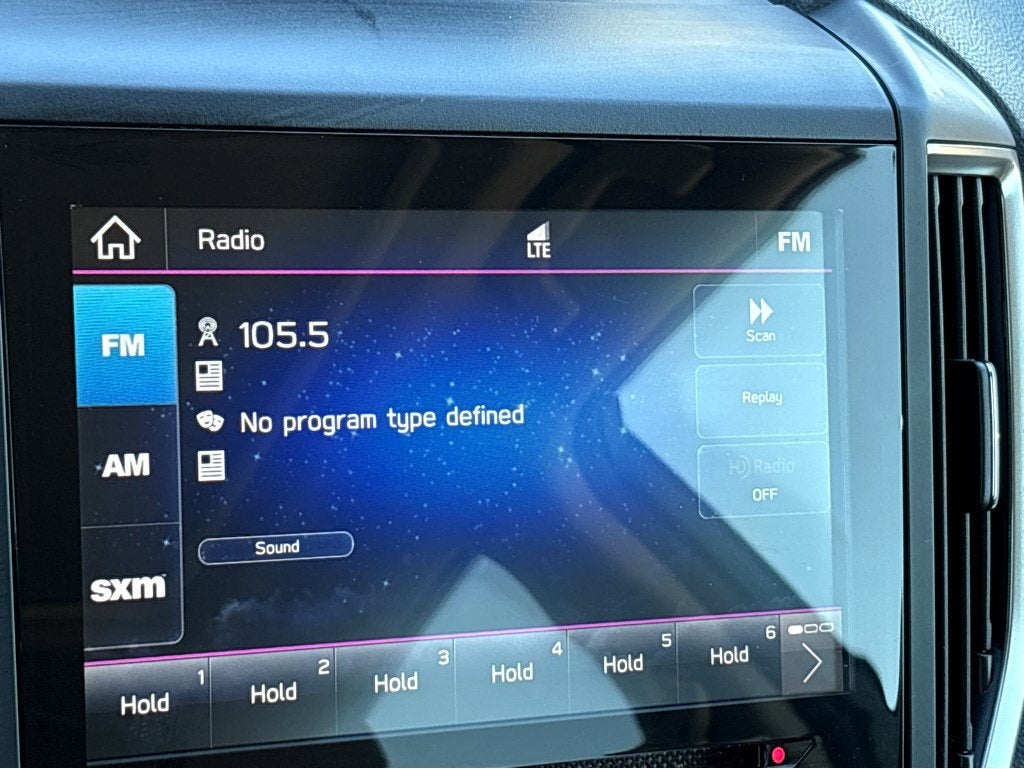 Radio
LTE
FM
FM
105.5
Scan
No program type defined
Replay
AM
HD Radio
OFF
Sound
sxm
1
2
3
4
5
6
Hold
Hold
Hold
Hold
Hold
Hold